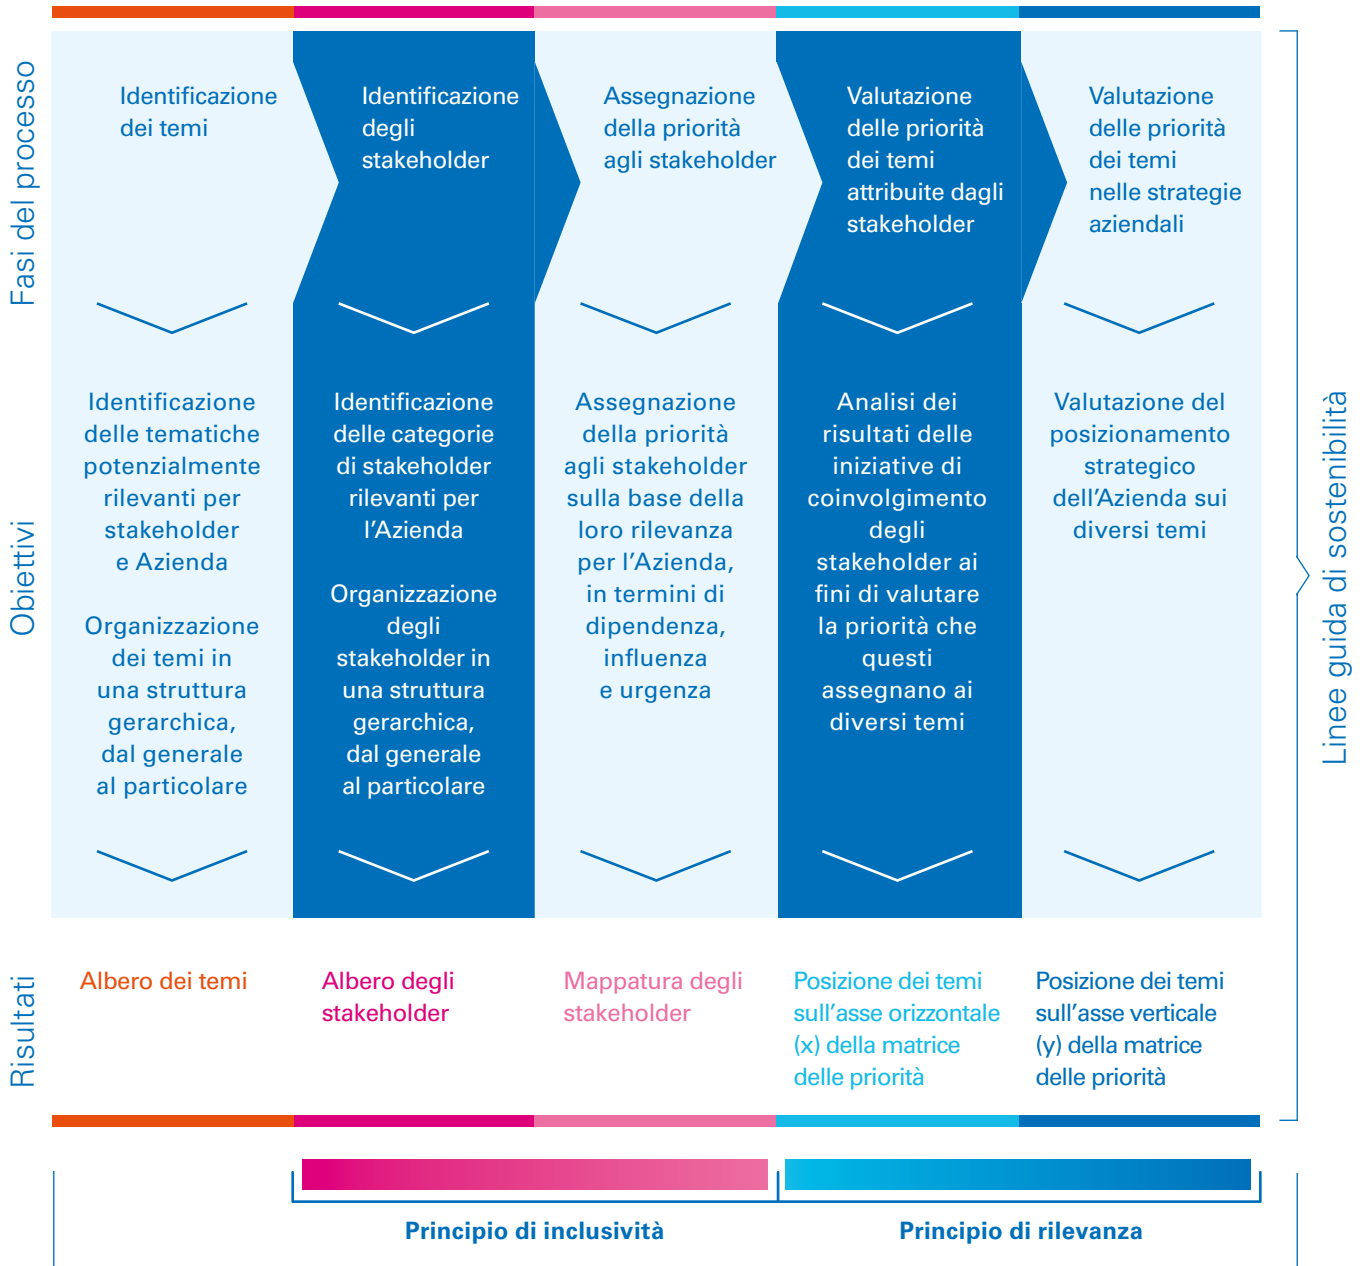 Fasi del processo
Identificazione
dei temi
Identificazione
degli
stakeholder
Assegnazione
della priorità
agli stakeholder
Valutazione
delle priorità
dei temi
attribuite dagli
stakeholder
Valutazione
delle priorità
dei temi
nelle strategie
aziendali
Obiettivi
Identificazione
delle tematiche
potenzialmente
rilevanti per
stakeholder
e Azienda
Organizzazione
dei temi in
una struttura
gerarchica,
dal generale
al particolare
Identificazione
delle categorie
di stakeholder
rilevanti per
l’Azienda
Organizzazione
degli
stakeholder in
una struttura
gerarchica,
dal generale
al particolare
Assegnazione
della priorità
agli stakeholder
sulla base della
loro rilevanza
per l’Azienda,
in termini di
dipendenza,
influenza
e urgenza
Analisi dei
risultati delle
iniziative di
coinvolgimento
degli
stakeholder ai
fini di valutare
la priorità che
questi
assegnano ai
diversi temi
Valutazione del
posizionamento
strategico
dell’Azienda sui
diversi temi
Risultati
Albero dei temi
Albero degli
stakeholder
Mappatura degli
stakeholder
Posizione dei temi
sull’asse orizzontale
(x) della matrice
delle priorità
Posizione dei temi
sull’asse verticale
(y) della matrice
delle priorità
Linee guida di sostenibilità
Principio di inclusività
Principio di rilevanza